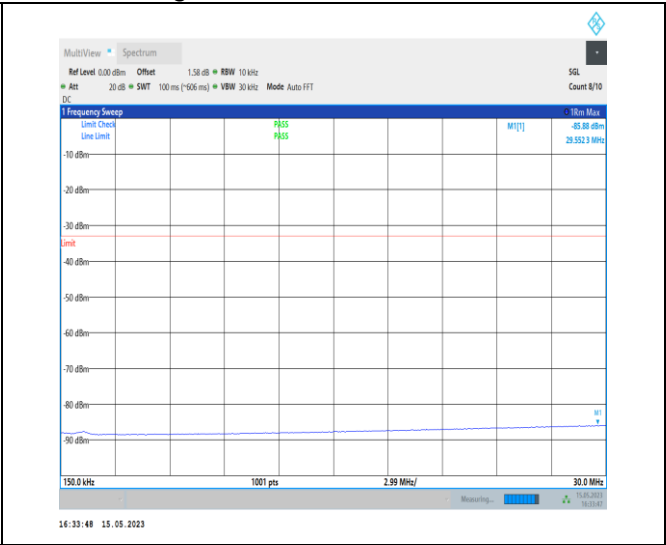 MultiView Spectrum
Ref Level 0.00 dBm Offset 1.58 dB RBW 10 kHz SGL
Att 20 dB SWT 100 ms (~606 ms) VBW 30 kHz Mode Auto FFT Count 8/10
DC
1 Frequency Sweep 1Rm Max
Limit Check PASS M1[1] -85.88 dBm
Line Limit PASS 29.552 3 MHz
-10 dBm
-20 dBm
-30 dBm
Limit
-40 dBm
-50 dBm
-60 dBm
-70 dBm
-80 dBm
M1
-90 dBm
150.0 kHz 1001 pts 2.99 MHz/ 30.0 MHz
Measuring... 15.05.2023
16:33:47
16:33:48 15.05.2023